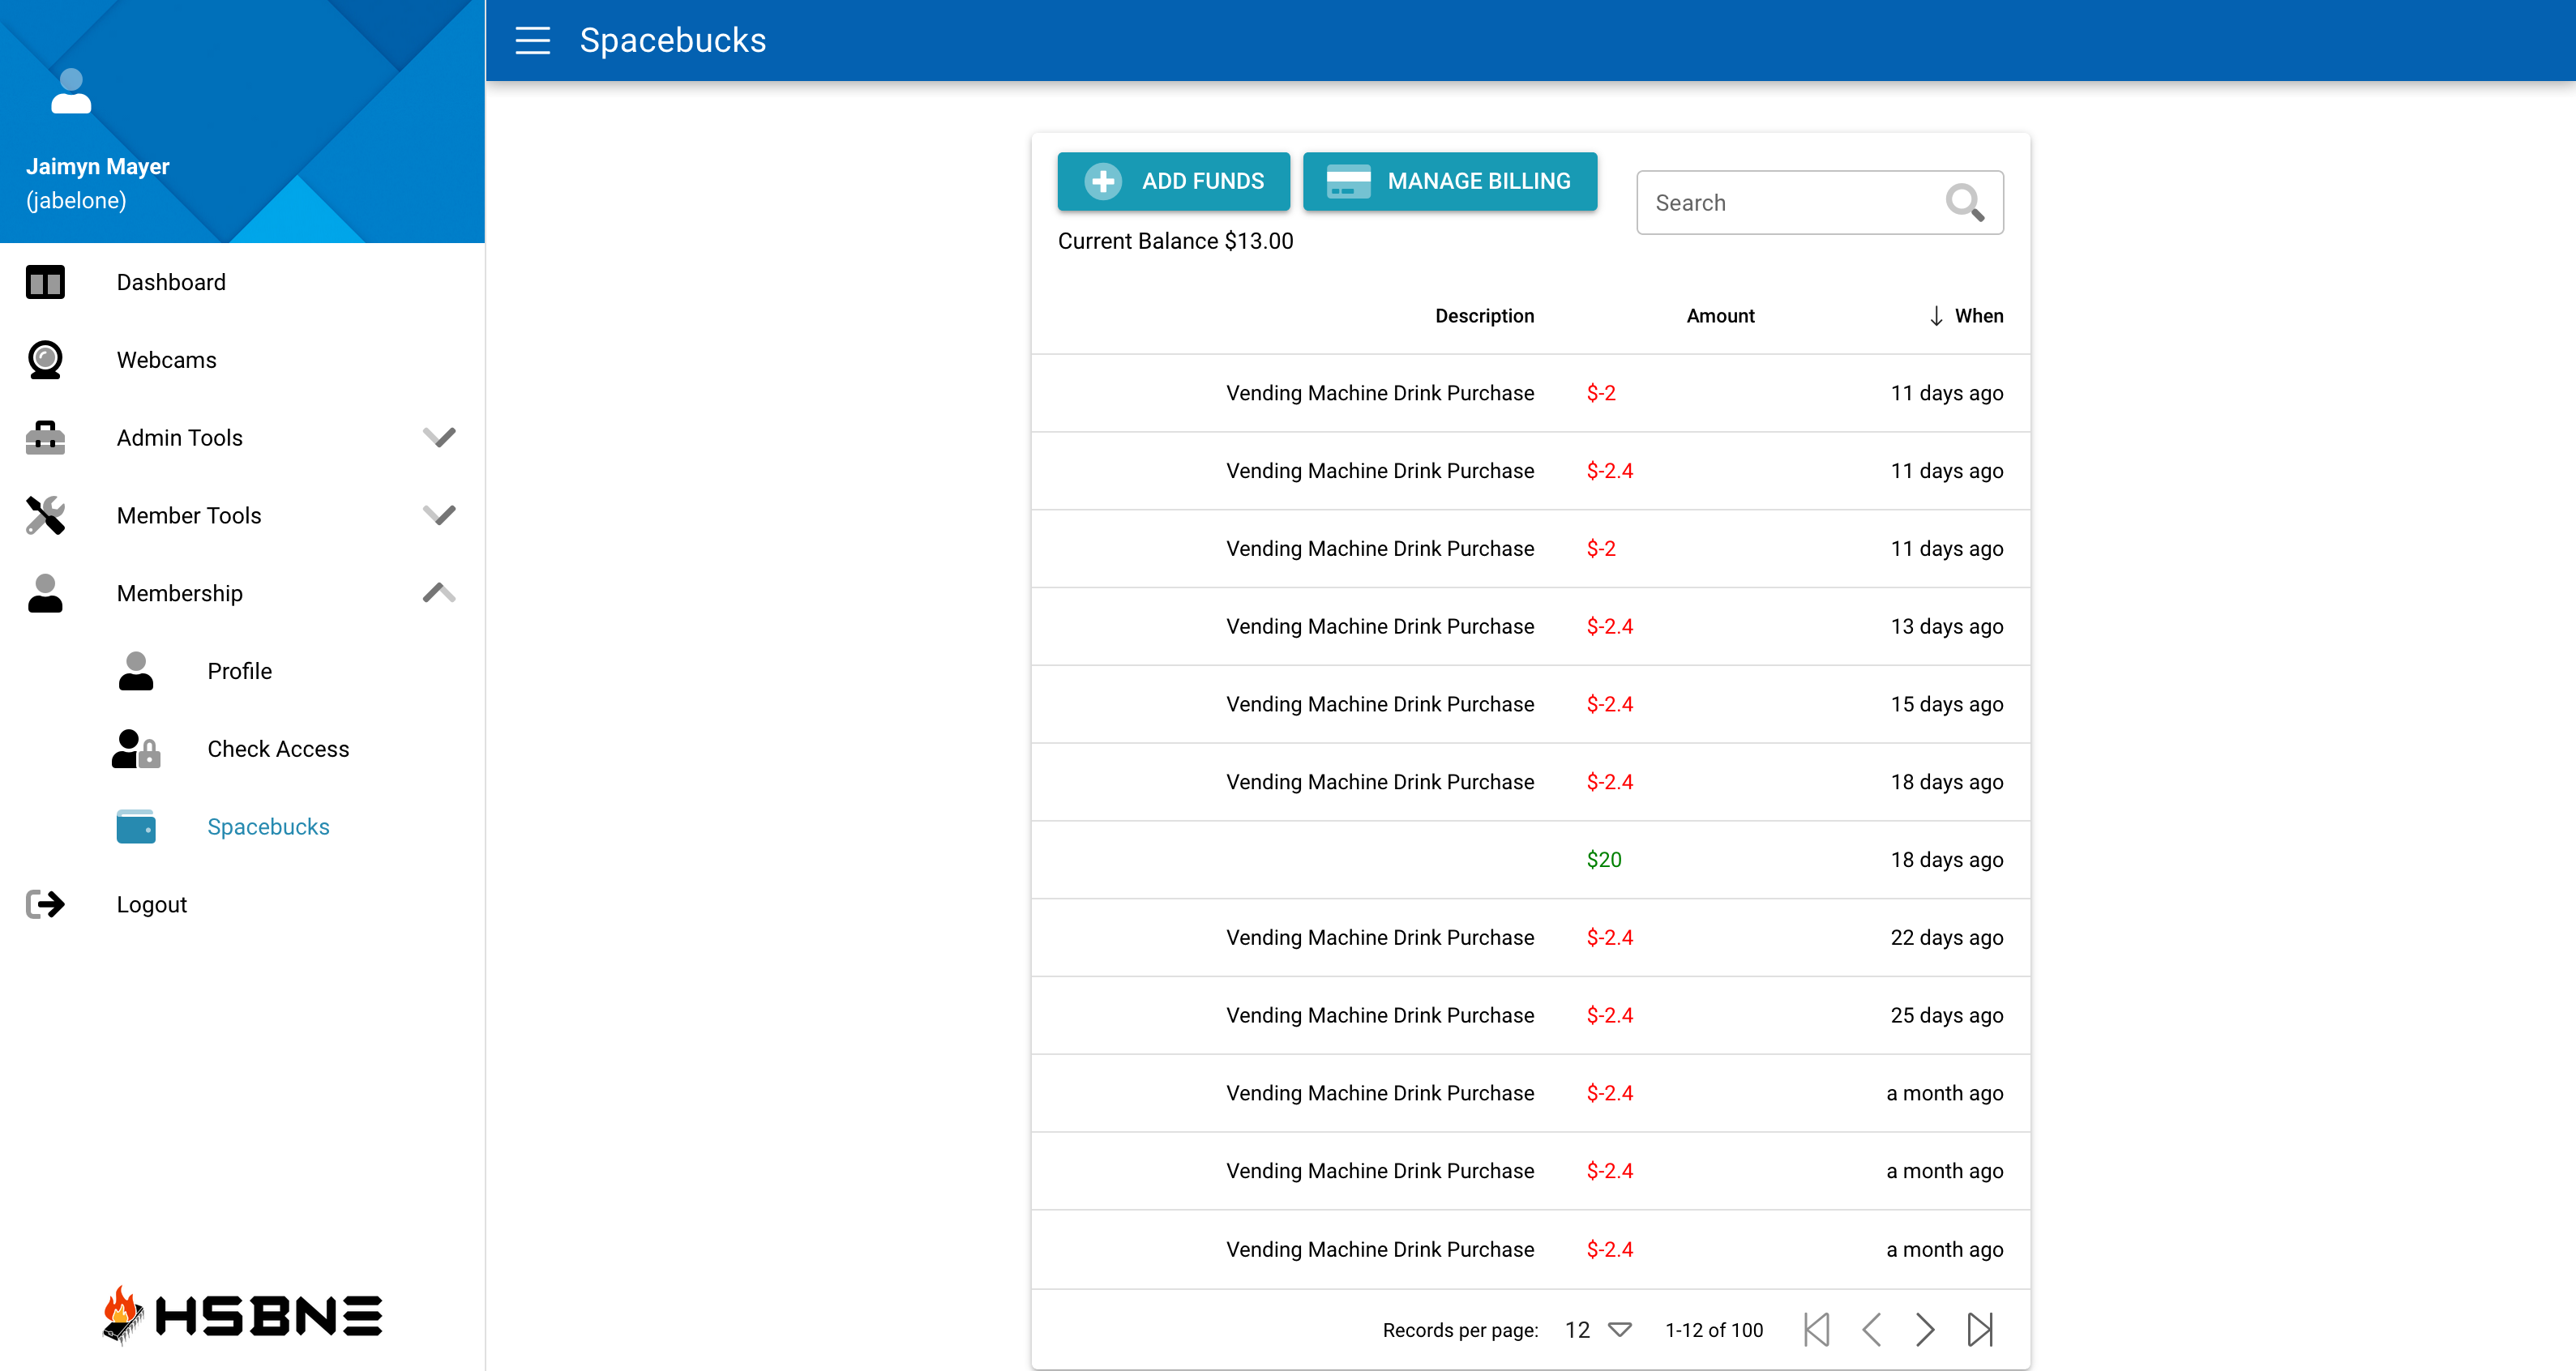 Jaimyn Mayer
(jabelone)
Dashboard
Webcams
Admin Tools
Member Tools
Membership
Profile
Check Access
Spacebucks
Logout
HSBNE
Spacebucks
ADD FUNDS MANAGE BILLING Search
Current Balance $13.00
Description Amount When
Vending Machine Drink Purchase $-2 11 days ago
Vending Machine Drink Purchase $-2.4 11 days ago
Vending Machine Drink Purchase $-2 11 days ago
Vending Machine Drink Purchase $-2.4 13 days ago
Vending Machine Drink Purchase $-2.4 15 days ago
Vending Machine Drink Purchase $-2.4 18 days ago
$20 18 days ago
Vending Machine Drink Purchase $-2.4 22 days ago
Vending Machine Drink Purchase $-2.4 25 days ago
Vending Machine Drink Purchase $-2.4 a month ago
Vending Machine Drink Purchase $-2.4 a month ago
Vending Machine Drink Purchase $-2.4 a month ago
Records per page: 12 1-12 of 100